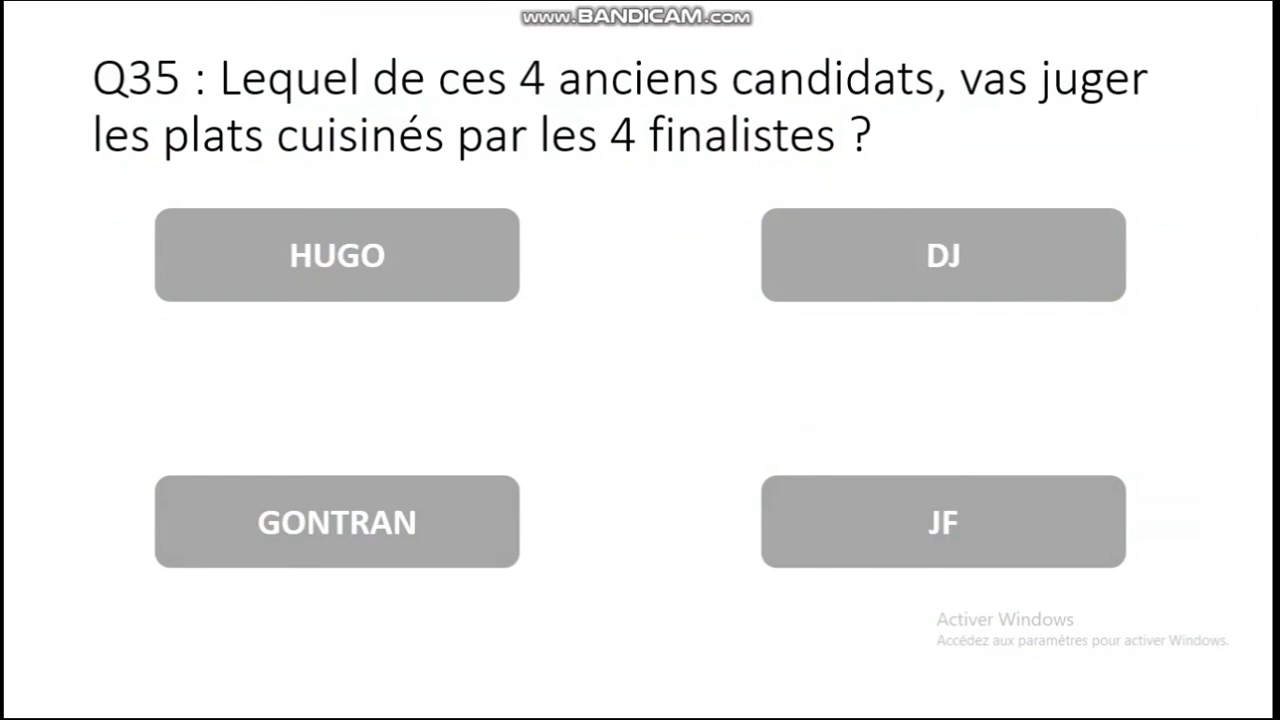 www.BANDICAM.com
Q35 : Lequel de ces 4 anciens candidats, vas juger
les plats cuisinés par les 4 finalistes ?
HUGO
DJ
GONTRAN
JF
Activer Windows
Accédez aux paramètres pour activer Windows.